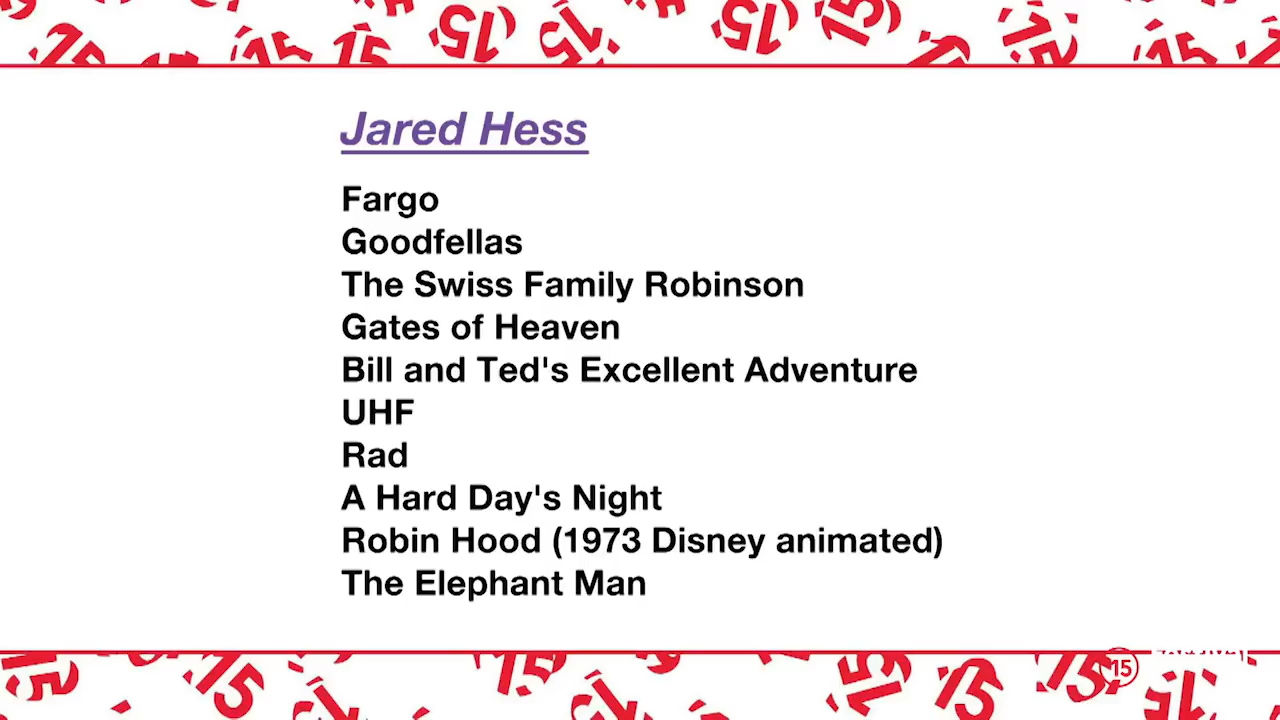 Jared Hess
Fargo
Goodfellas
The Swiss Family Robinson
Gates of Heaven
Bill and Ted's Excellent Adventure
UHF
Rad
A Hard Day's Night
Robin Hood (1973 Disney animated)
The Elephant Man
15